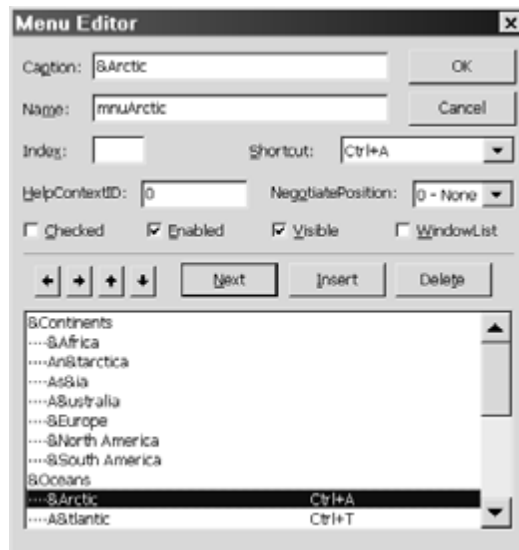 Menu Editor
Caption: &Arctic OK
Name: mnuArctic Cancel
Index: Shortcut: Ctrl+A
HelpContextID: 0 NegotiatePosition: 0 - None
Checked Enabled Visible WindowList
Next Insert Delete
&Continents
····&Africa
····An&tarctica
····As&ia
····A&ustralia
····&Europe
····&North America
····&South America
&Oceans
····&Arctic Ctrl+A
····A&tlantic Ctrl+T